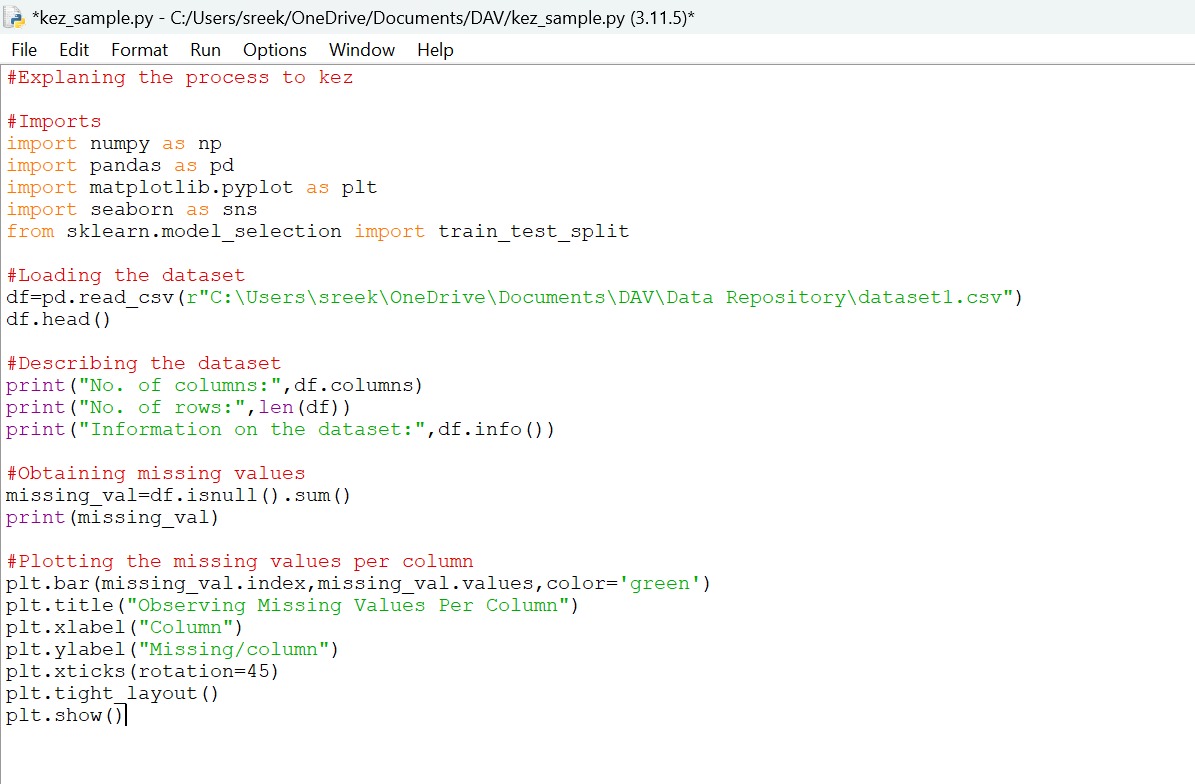 *kez_sample.py - C:/Users/sreek/OneDrive/Documents/DAV/kez_sample.py (3.11.5)*
File Edit Format Run Options Window Help
#Explaning the process to kez
#Imports
import numpy as np
import pandas as pd
import matplotlib.pyplot as plt
import seaborn as sns
from sklearn.model_selection import train_test_split
#Loading the dataset
df=pd.read_csv(r"C:\Users\sreek\OneDrive\Documents\DAV\Data Repository\dataset1.csv")
df.head()
#Describing the dataset
print("No. of columns:",df.columns)
print("No. of rows:",len(df))
print("Information on the dataset:",df.info())
#Obtaining missing values
missing_val=df.isnull().sum()
print(missing_val)
#Plotting the missing values per column
plt.bar(missing_val.index,missing_val.values,color='green')
plt.title("Observing Missing Values Per Column")
plt.xlabel("Column")
plt.ylabel("Missing/column")
plt.xticks(rotation=45)
plt.tight_layout()
plt.show()